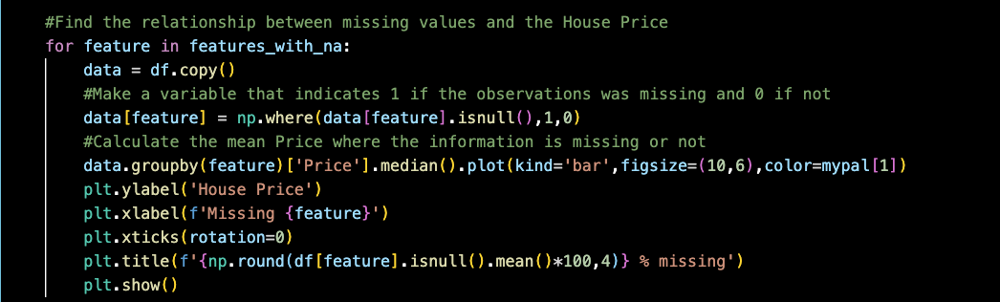 #Find the relationship between missing values and the House Price
for feature in features_with_na:
    data = df.copy()
    #Make a variable that indicates 1 if the observations was missing and 0 if not
    data[feature] = np.where(data[feature].isnull(),1,0)
    #Calculate the mean Price where the information is missing or not
    data.groupby(feature)['Price'].median().plot(kind='bar',figsize=(10,6),color=mypal[1])
    plt.ylabel('House Price')
    plt.xlabel(f'Missing {feature}')
    plt.xticks(rotation=0)
    plt.title(f'{np.round(df[feature].isnull().mean()*100,4)} % missing')
    plt.show()